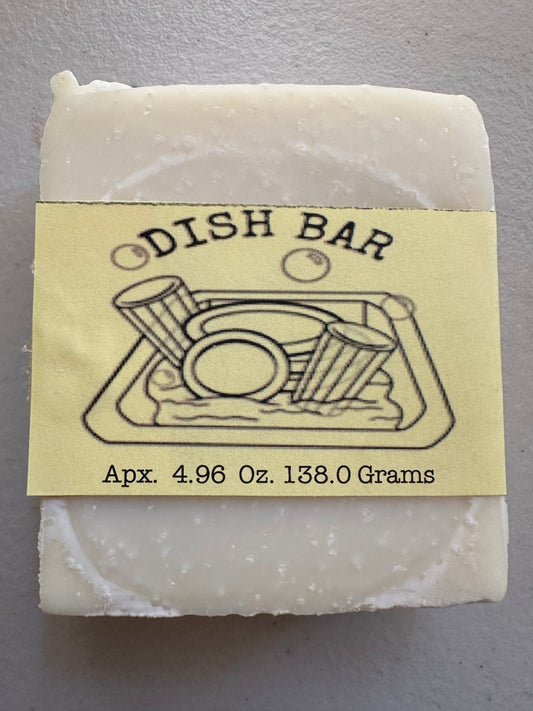 DISH BAR
Apx. 4.96 Oz. 138.0 Grams